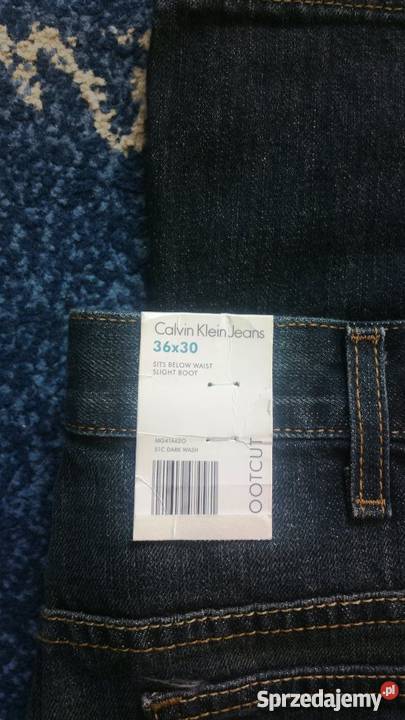 Calvin Klein Jeans
36x30
SITS BELOW WAIST
SLIGHT BOOT
51C DARK WASH
OOTCUT
Sprzedajemy.pl